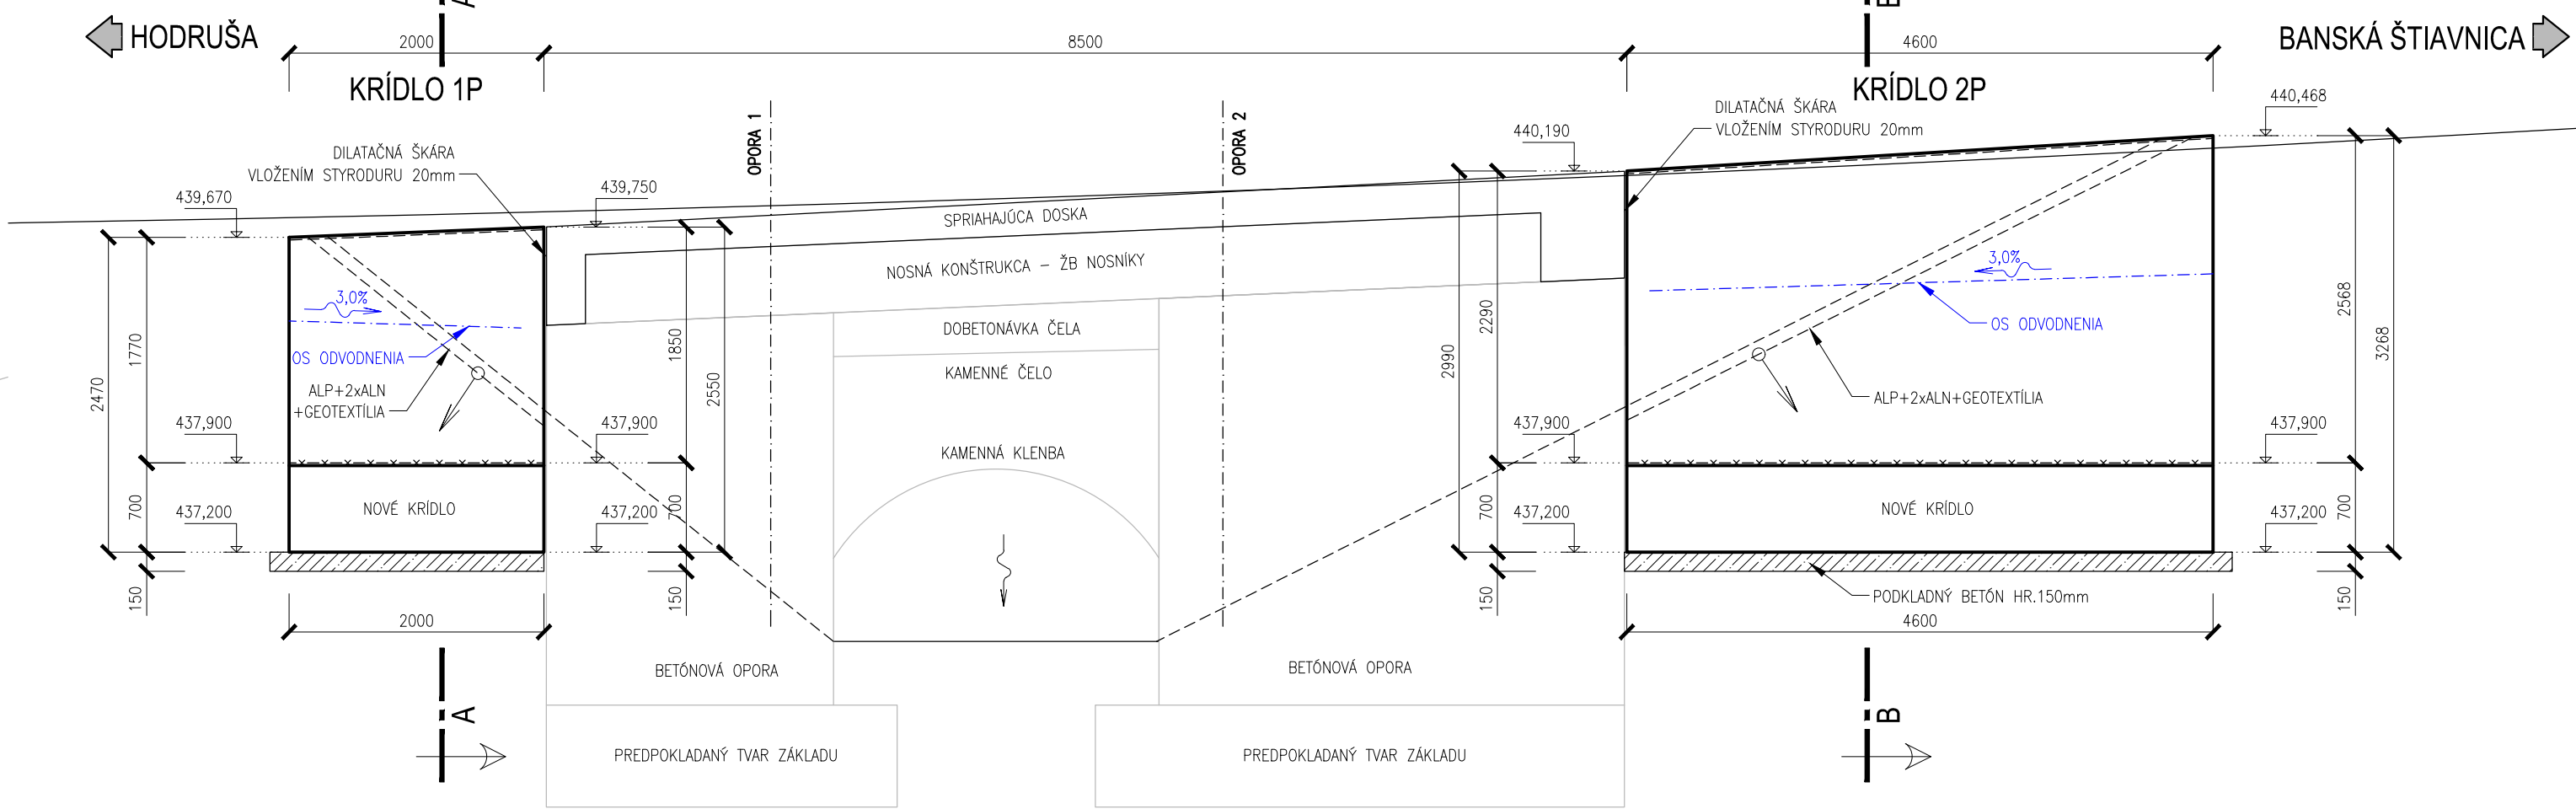 HODRUŠA
BANSKÁ ŠTIAVNICA
2000
8500
4600
KRÍDLO 1P
KRÍDLO 2P
DILATAČNÁ ŠKÁRA
VLOŽENÍM STYRODURU 20mm
OPORA 1
OPORA 2
DILATAČNÁ ŠKÁRA
VLOŽENÍM STYRODURU 20mm
439,670
439,750
440,190
440,468
SPRIAHAJÚCA DOSKA
NOSNÁ KONŠTRUKCA – ŽB NOSNÍKY
DOBETONÁVKA ČELA
KAMENNÉ ČELO
KAMENNÁ KLENBA
3,0%
OS ODVODNENIA
ALP+2xALN
+GEOTEXTÍLIA
3,0%
OS ODVODNENIA
ALP+2xALN+GEOTEXTÍLIA
2470
1770
700
150
1850
2550
700
150
2990
2290
700
150
2568
3268
700
150
437,900
437,900
437,900
437,900
437,200
437,200
437,200
437,200
NOVÉ KRÍDLO
NOVÉ KRÍDLO
PODKLADNÝ BETÓN HR.150mm
2000
4600
BETÓNOVÁ OPORA
BETÓNOVÁ OPORA
A
B
PREDPOKLADANÝ TVAR ZÁKLADU
PREDPOKLADANÝ TVAR ZÁKLADU